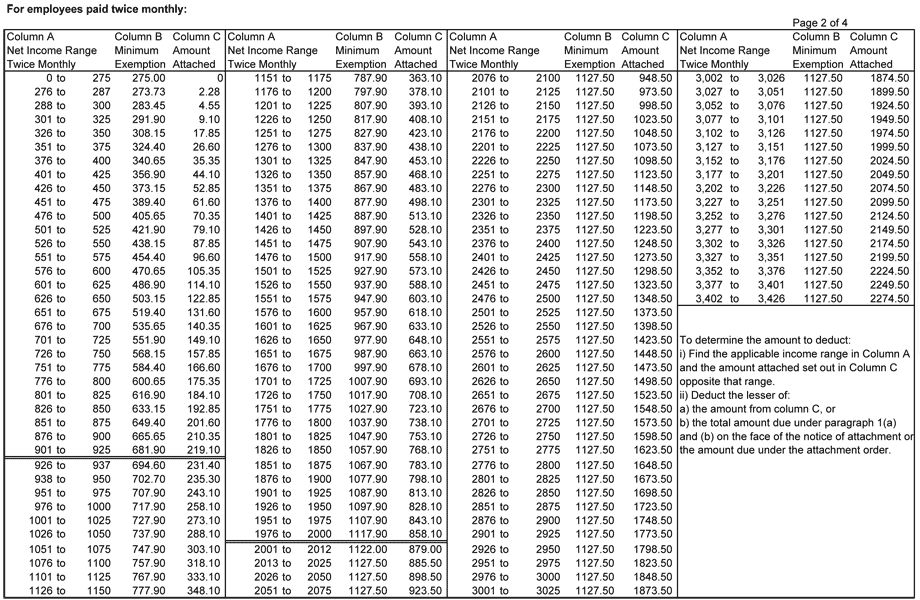 For employees paid twice monthly:
Page 2 of 4
Column A Column B Column C
Net Income Range Minimum Amount
Twice Monthly Exemption Attached
0 to 275 275.00 0
276 to 287 273.73 2.28
288 to 300 283.45 4.55
301 to 325 291.90 9.10
326 to 350 308.15 17.85
351 to 375 324.40 26.60
376 to 400 340.65 35.35
401 to 425 356.90 44.10
426 to 450 373.15 52.85
451 to 475 389.40 61.60
476 to 500 405.65 70.35
501 to 525 421.90 79.10
526 to 550 438.15 87.85
551 to 575 454.40 96.60
576 to 600 470.65 105.35
601 to 625 486.90 114.10
626 to 650 503.15 122.85
651 to 675 519.40 131.60
676 to 700 535.65 140.35
701 to 725 551.90 149.10
726 to 750 568.15 157.85
751 to 775 584.40 166.60
776 to 800 600.65 175.35
801 to 825 616.90 184.10
826 to 850 633.15 192.85
851 to 875 649.40 201.60
876 to 900 665.65 210.35
901 to 925 681.90 219.10
926 to 937 694.60 231.40
938 to 950 702.70 235.30
951 to 975 707.90 243.10
976 to 1000 717.90 258.10
1001 to 1025 727.90 273.10
1026 to 1050 737.90 288.10
1051 to 1075 747.90 303.10
1076 to 1100 757.90 318.10
1101 to 1125 767.90 333.10
1126 to 1150 777.90 348.10
Column A Column B Column C
Net Income Range Minimum Amount
Twice Monthly Exemption Attached
1151 to 1175 787.90 363.10
1176 to 1200 797.90 378.10
1201 to 1225 807.90 393.10
1226 to 1250 817.90 408.10
1251 to 1275 827.90 423.10
1276 to 1300 837.90 438.10
1301 to 1325 847.90 453.10
1326 to 1350 857.90 468.10
1351 to 1375 867.90 483.10
1376 to 1400 877.90 498.10
1401 to 1425 887.90 513.10
1426 to 1450 897.90 528.10
1451 to 1475 907.90 543.10
1476 to 1500 917.90 558.10
1501 to 1525 927.90 573.10
1526 to 1550 937.90 588.10
1551 to 1575 947.90 603.10
1576 to 1600 957.90 618.10
1601 to 1625 967.90 633.10
1626 to 1650 977.90 648.10
1651 to 1675 987.90 663.10
1676 to 1700 997.90 678.10
1701 to 1725 1007.90 693.10
1726 to 1750 1017.90 708.10
1751 to 1775 1027.90 723.10
1776 to 1800 1037.90 738.10
1801 to 1825 1047.90 753.10
1826 to 1850 1057.90 768.10
1851 to 1875 1067.90 783.10
1876 to 1900 1077.90 798.10
1901 to 1925 1087.90 813.10
1926 to 1950 1097.90 828.10
1951 to 1975 1107.90 843.10
1976 to 2000 1117.90 858.10
2001 to 2012 1122.00 879.00
2013 to 2025 1127.50 885.50
2026 to 2050 1127.50 898.50
2051 to 2075 1127.50 923.50
Column A Column B Column C
Net Income Range Minimum Amount
Twice Monthly Exemption Attached
2076 to 2100 1127.50 948.50
2101 to 2125 1127.50 973.50
2126 to 2150 1127.50 998.50
2151 to 2175 1127.50 1023.50
2176 to 2200 1127.50 1048.50
2201 to 2225 1127.50 1073.50
2226 to 2250 1127.50 1098.50
2251 to 2275 1127.50 1123.50
2276 to 2300 1127.50 1148.50
2301 to 2325 1127.50 1173.50
2326 to 2350 1127.50 1198.50
2351 to 2375 1127.50 1223.50
2376 to 2400 1127.50 1248.50
2401 to 2425 1127.50 1273.50
2426 to 2450 1127.50 1298.50
2451 to 2475 1127.50 1323.50
2476 to 2500 1127.50 1348.50
2501 to 2525 1127.50 1373.50
2526 to 2550 1127.50 1398.50
2551 to 2575 1127.50 1423.50
2576 to 2600 1127.50 1448.50
2601 to 2625 1127.50 1473.50
2626 to 2650 1127.50 1498.50
2651 to 2675 1127.50 1523.50
2676 to 2700 1127.50 1548.50
2701 to 2725 1127.50 1573.50
2726 to 2750 1127.50 1598.50
2751 to 2775 1127.50 1623.50
2776 to 2800 1127.50 1648.50
2801 to 2825 1127.50 1673.50
2826 to 2850 1127.50 1698.50
2851 to 2875 1127.50 1723.50
2876 to 2900 1127.50 1748.50
2901 to 2925 1127.50 1773.50
2926 to 2950 1127.50 1798.50
2951 to 2975 1127.50 1823.50
2976 to 3000 1127.50 1848.50
3001 to 3025 1127.50 1873.50
Column A Column B Column C
Net Income Range Minimum Amount
Twice Monthly Exemption Attached
3,002 to 3,026 1127.50 1874.50
3,027 to 3,051 1127.50 1899.50
3,052 to 3,076 1127.50 1924.50
3,077 to 3,101 1127.50 1949.50
3,102 to 3,126 1127.50 1974.50
3,127 to 3,151 1127.50 1999.50
3,152 to 3,176 1127.50 2024.50
3,177 to 3,201 1127.50 2049.50
3,202 to 3,226 1127.50 2074.50
3,227 to 3,251 1127.50 2099.50
3,252 to 3,276 1127.50 2124.50
3,277 to 3,301 1127.50 2149.50
3,302 to 3,326 1127.50 2174.50
3,327 to 3,351 1127.50 2199.50
3,352 to 3,376 1127.50 2224.50
3,377 to 3,401 1127.50 2249.50
3,402 to 3,426 1127.50 2274.50
To determine the amount to deduct:
i) Find the applicable income range in Column A
and the amount attached set out in Column C
opposite that range.
ii) Deduct the lesser of:
a) the amount from column C, or
b) the total amount due under paragraph 1(a)
and (b) on the face of the notice of attachment or
the amount due under the attachment order.